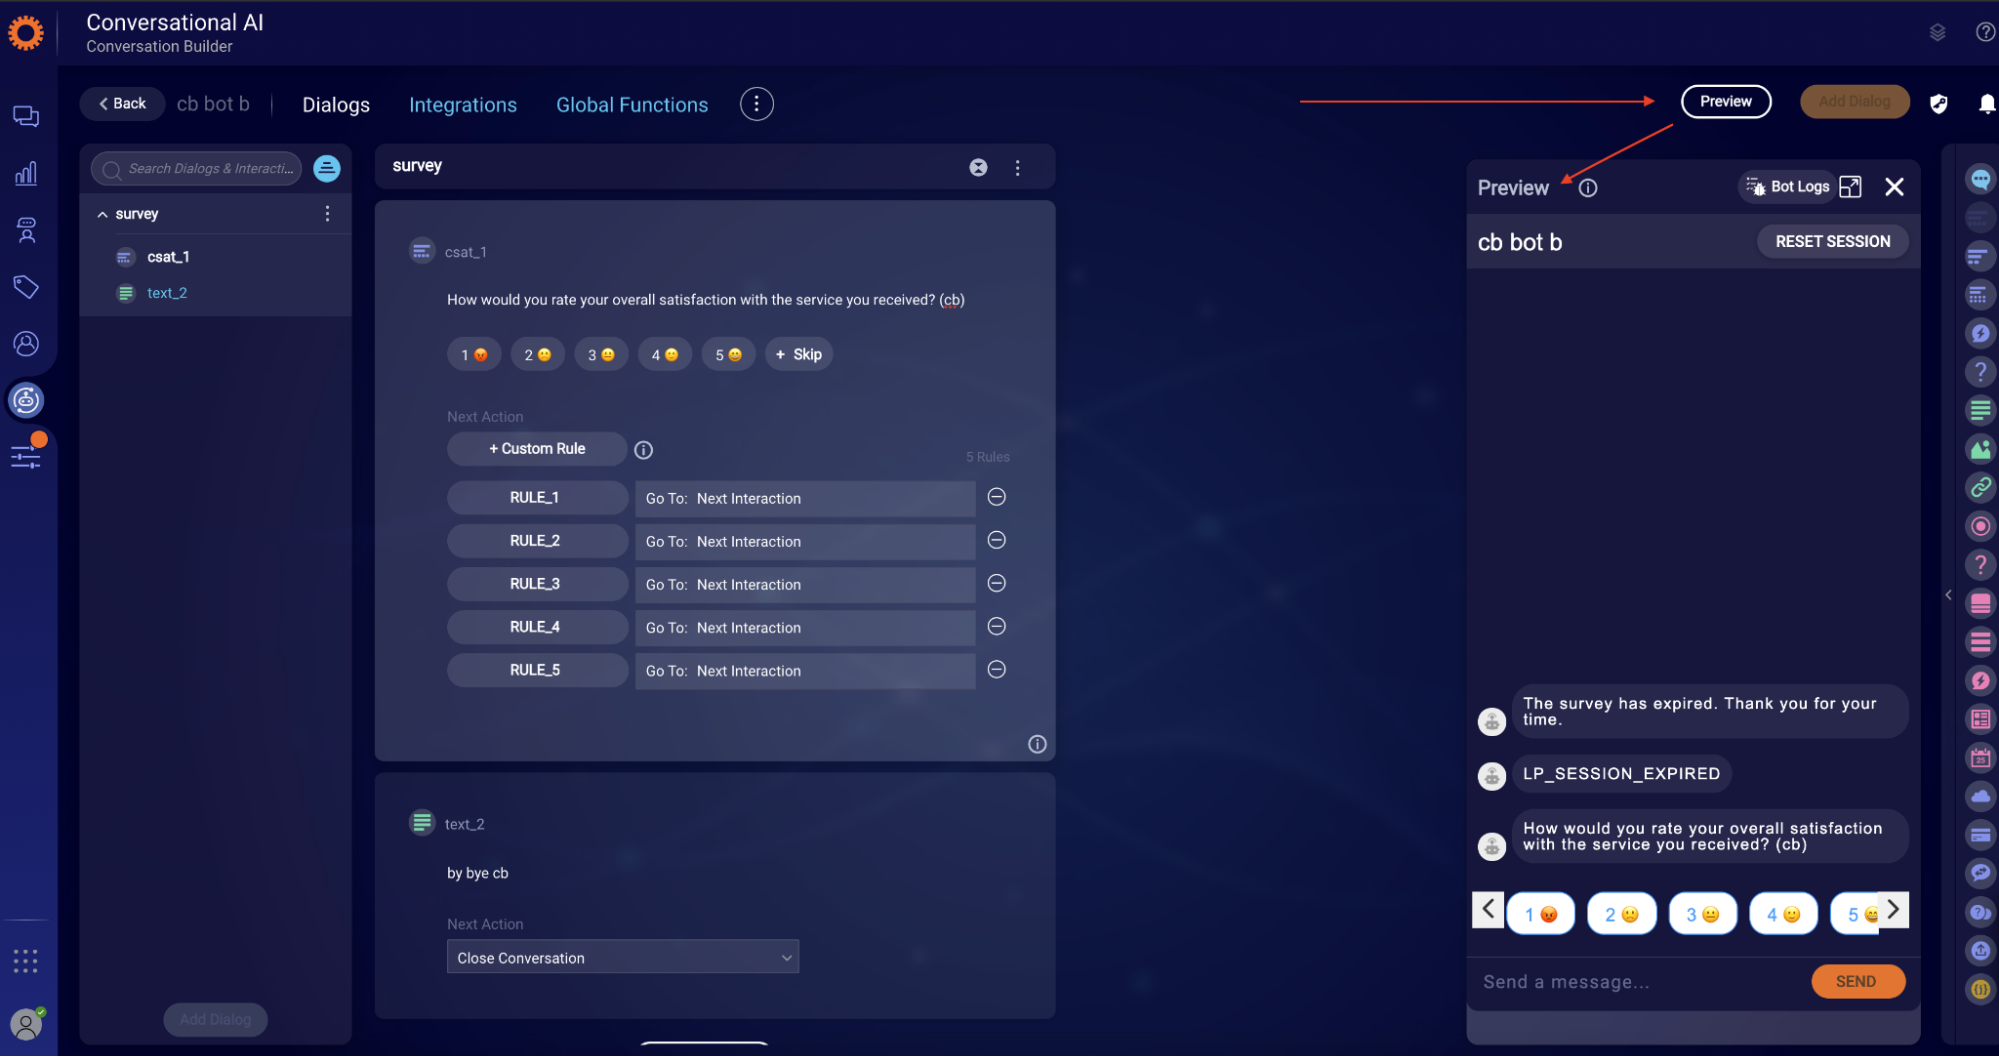 Conversational AI
Conversation Builder
Back
cb bot b
Dialogs
Integrations
Global Functions
Preview
Add Dialog
Search Dialogs & Interacti...
survey
csat_1
text_2
Add Dialog
survey
csat_1
How would you rate your overall satisfaction with the service you received? (cb)
1 😡
2 🙁
3 😐
4 🙂
5 😄
+ Skip
Next Action
+ Custom Rule
5 Rules
RULE_1 Go To: Next Interaction
RULE_2 Go To: Next Interaction
RULE_3 Go To: Next Interaction
RULE_4 Go To: Next Interaction
RULE_5 Go To: Next Interaction
text_2
by bye cb
Next Action
Close Conversation
Preview
Bot Logs
cb bot b
RESET SESSION
The survey has expired. Thank you for your
time.
LP_SESSION_EXPIRED
How would you rate your overall satisfaction
with the service you received? (cb)
1 😡
2 🙁
3 😐
4 🙂
5 😄
Send a message...
SEND
25